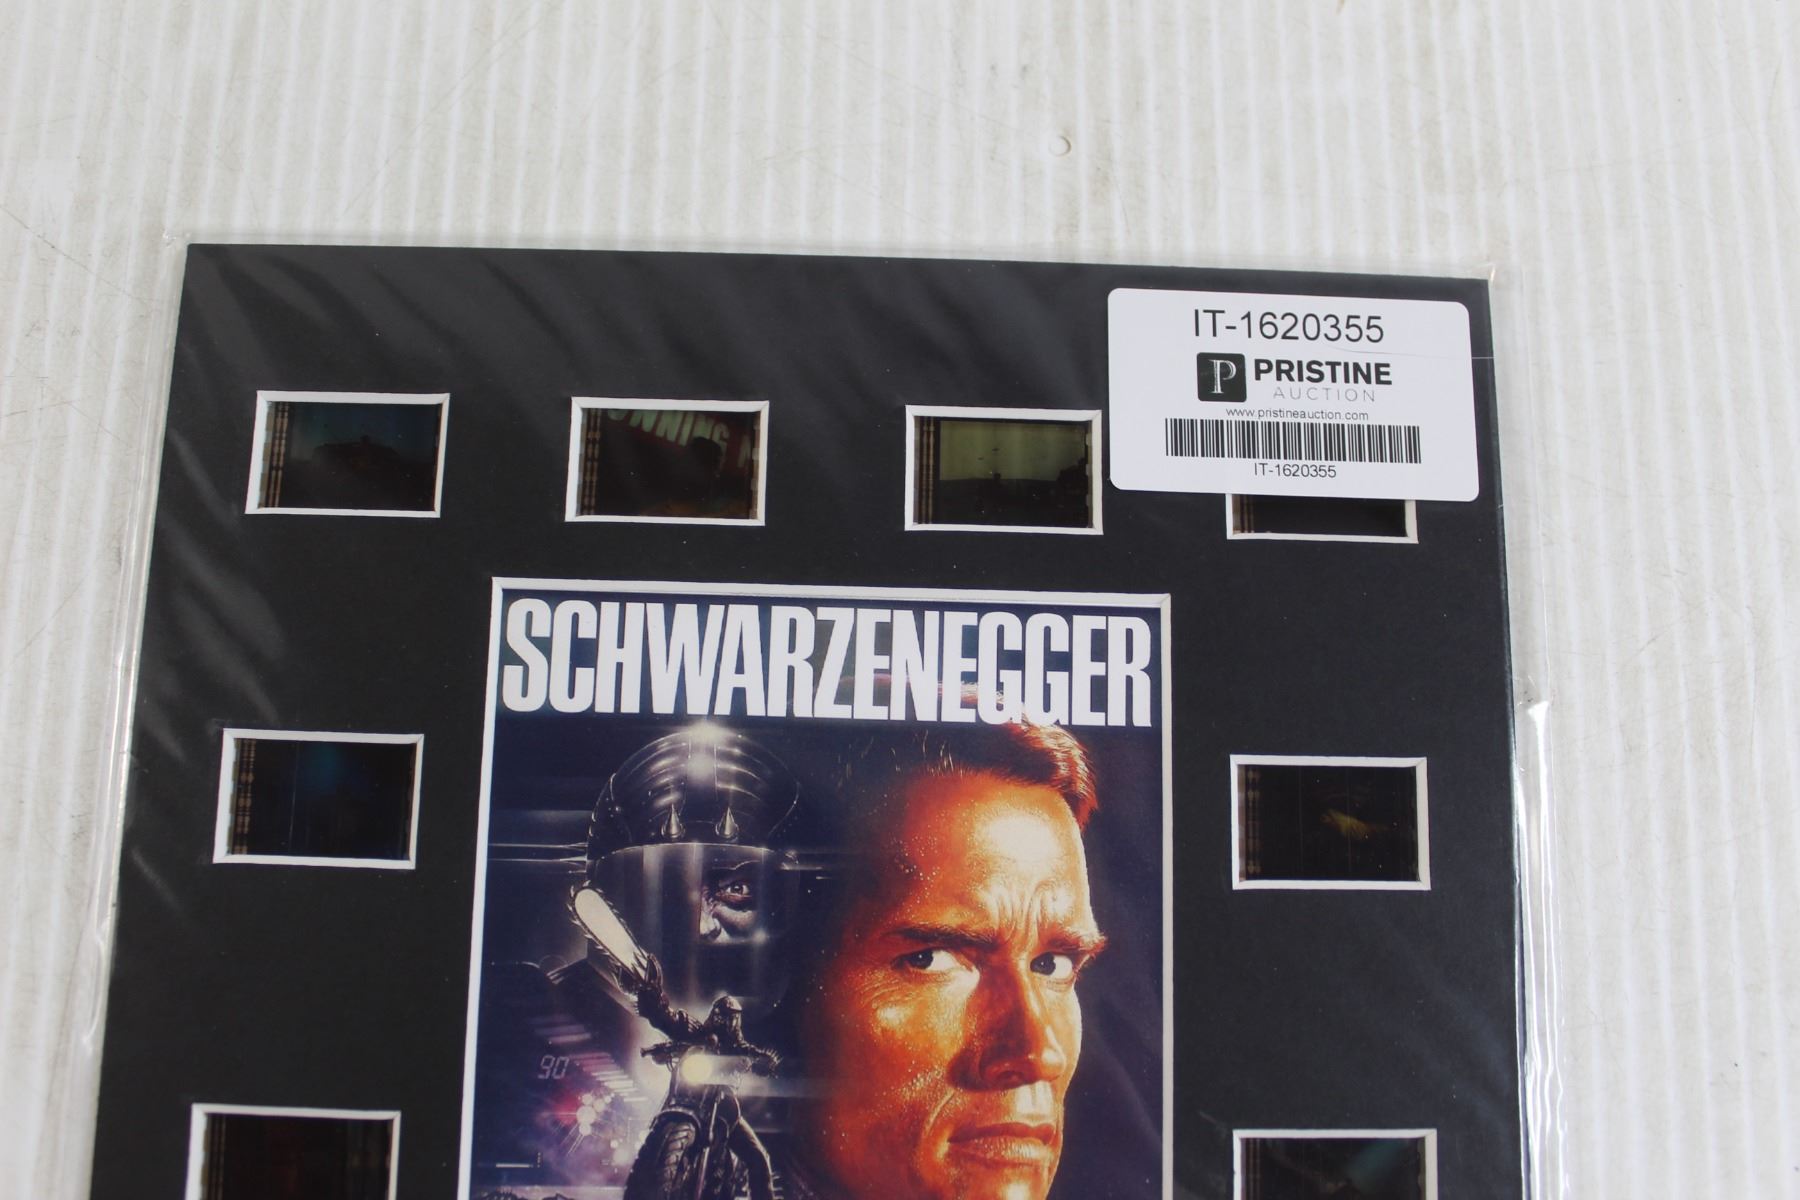 IT-1620355
P PRISTINE
AUCTION
www.pristineauction.com
IT-1620355
SCHWARZENEGGER
90